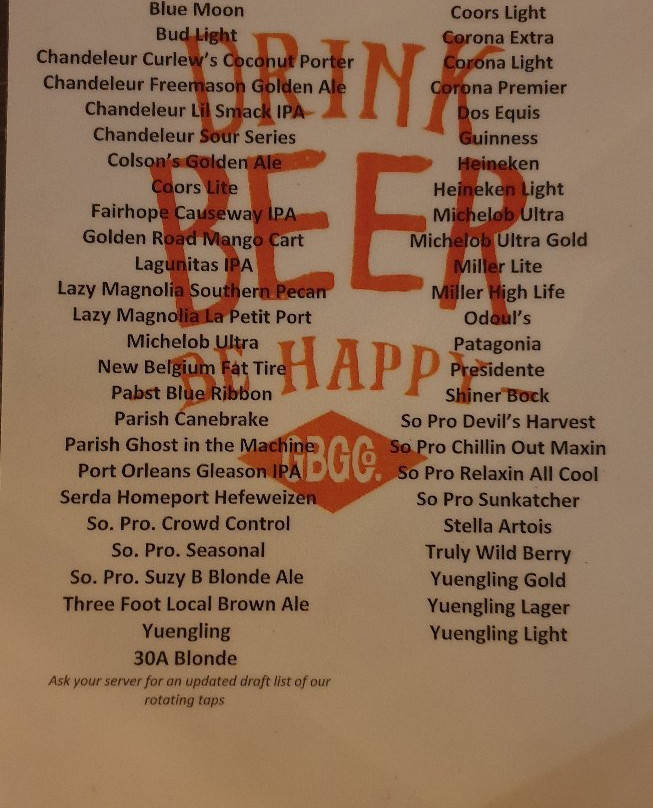 Blue Moon
Bud Light
Chandeleur Curlew's Coconut Porter
Chandeleur Freemason Golden Ale
Chandeleur Lil Smack IPA
Chandeleur Sour Series
Colson's Golden Ale
Coors Lite
Fairhope Causeway IPA
Golden Road Mango Cart
Lagunitas IPA
Lazy Magnolia Southern Pecan
Lazy Magnolia La Petit Port
Michelob Ultra
New Belgium Fat Tire
Pabst Blue Ribbon
Parish Canebrake
Parish Ghost in the Machine
Port Orleans Gleason IPA
Serda Homeport Hefeweizen
So. Pro. Crowd Control
So. Pro. Seasonal
So. Pro. Suzy B Blonde Ale
Three Foot Local Brown Ale
Yuengling
30A Blonde
Ask your server for an updated draft list of our
rotating taps
Coors Light
Corona Extra
Corona Light
Corona Premier
Dos Equis
Guinness
Heineken
Heineken Light
Michelob Ultra
Michelob Ultra Gold
Miller Lite
Miller High Life
Odoul's
Patagonia
Presidente
Shiner Bock
So Pro Devil's Harvest
So Pro Chillin Out Maxin
So Pro Relaxin All Cool
So Pro Sunkatcher
Stella Artois
Truly Wild Berry
Yuengling Gold
Yuengling Lager
Yuengling Light
DRINK
BEER
-BE HAPPY-
GBGCo.